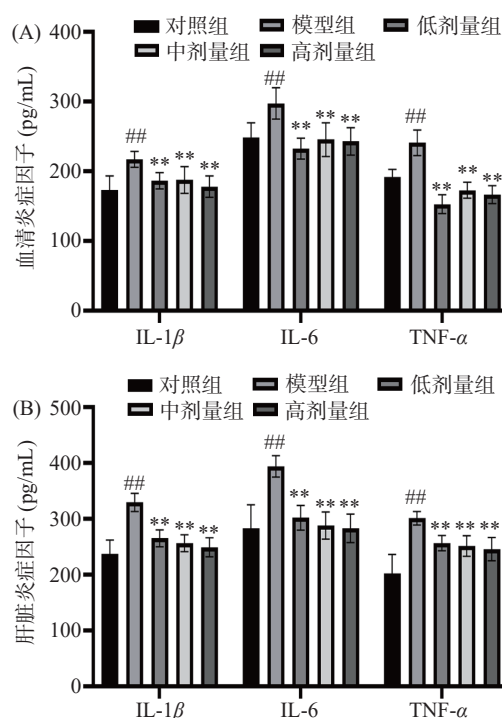 (A)
对照组 模型组 低剂量组
中剂量组 高剂量组
血清炎症因子 (pg/mL)
400
300
200
100
0
## ** ** **
## ** ** **
## ** ** **
IL-1β IL-6 TNF-α
(B)
对照组 模型组 低剂量组
中剂量组 高剂量组
肝脏炎症因子 (pg/mL)
500
400
300
200
100
0
## ** ** **
## ** ** **
## ** ** **
IL-1β IL-6 TNF-α